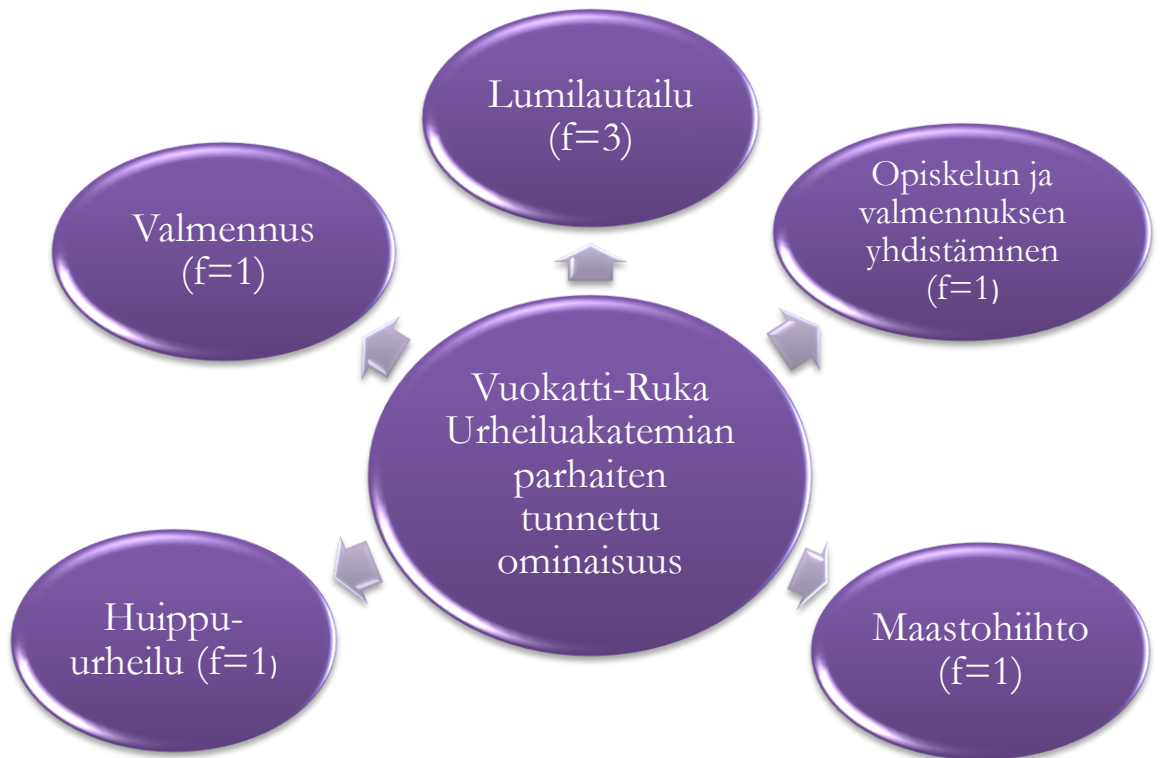 Lumilautailu
(f=3)
Valmennus
(f=1)
Opiskelun ja
valmennuksen
yhdistäminen
(f=1)
Vuokatti-Ruka
Urheiluakatemian
parhaiten
tunnettu
ominaisuus
Huippu-
urheilu (f=1)
Maastohiihto
(f=1)